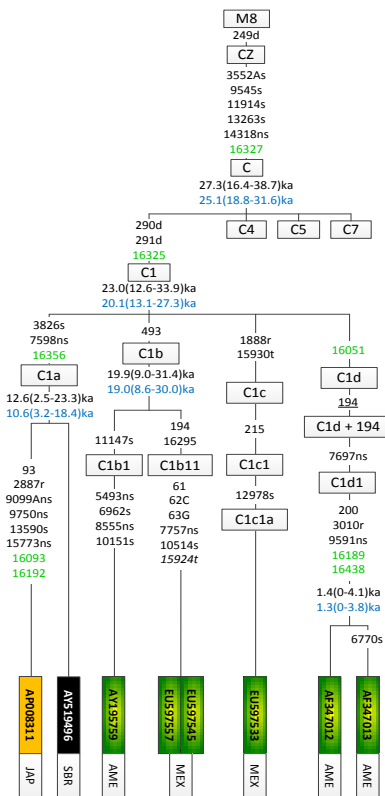 M8
249d
CZ
3552As
9545s
11914s
13263s
14318ns
16327
C
27.3(16.4-38.7)ka
25.1(18.8-31.6)ka
C4
C5
C7
290d
291d
16325
C1
23.0(12.6-33.9)ka
20.1(13.1-27.3)ka
3826s
7598ns
16356
C1a
12.6(2.5-23.3)ka
10.6(3.2-18.4)ka
93
2887r
9099Ans
9750ns
13590s
15773ns
16093
16192
493
C1b
19.9(9.0-31.4)ka
19.0(8.6-30.0)ka
11147s
C1b1
5493ns
6962s
8555ns
10151s
194
16295
C1b11
61
62C
63G
7757ns
10514s
15924t
1888r
15930t
C1c
215
C1c1
12978s
C1c1a
16051
C1d
194
C1d + 194
7697ns
C1d1
200
3010r
9591ns
16189
16438
1.4(0-4.1)ka
1.3(0-3.8)ka
6770s
AP008311
AY519496
AY195759
EU597557
EU597545
EU597533
AF347012
AF347013
JAP
SBR
AME
MEX
MEX
AME
AME